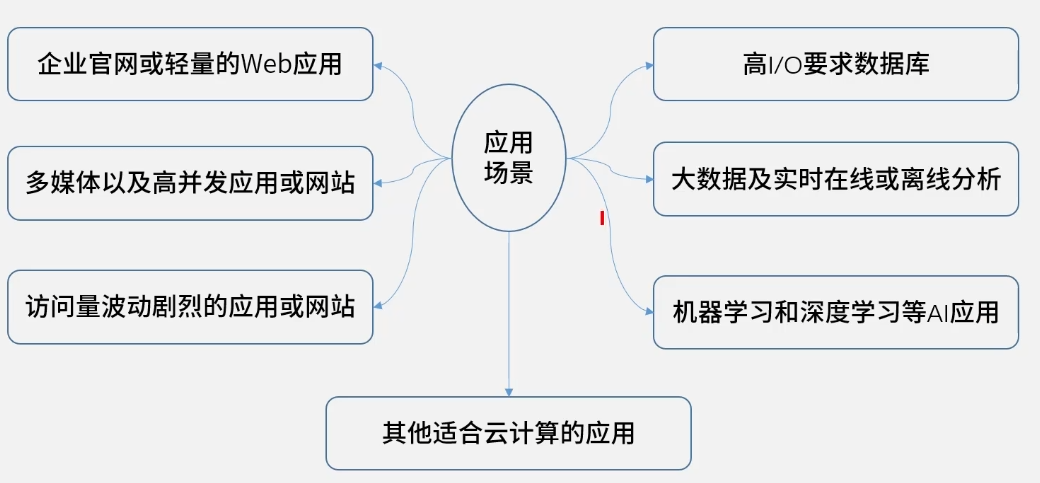 企业官网或轻量的Web应用
多媒体以及高并发应用或网站
访问量波动剧烈的应用或网站
应用
场景
高I/O要求数据库
大数据及实时在线或离线分析
机器学习和深度学习等AI应用
其他适合云计算的应用